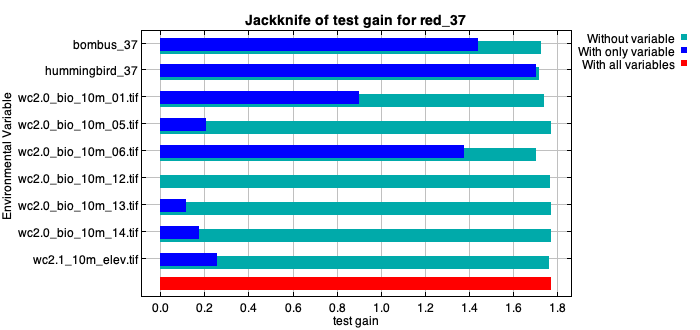 Jackknife of test gain for red_37
Without variable
With only variable
With all variables
Environmental Variable
bombus_37
hummingbird_37
wc2.0_bio_10m_01.tif
wc2.0_bio_10m_05.tif
wc2.0_bio_10m_06.tif
wc2.0_bio_10m_12.tif
wc2.0_bio_10m_13.tif
wc2.0_bio_10m_14.tif
wc2.1_10m_elev.tif
0.0 0.2 0.4 0.6 0.8 1.0 1.2 1.4 1.6 1.8
test gain